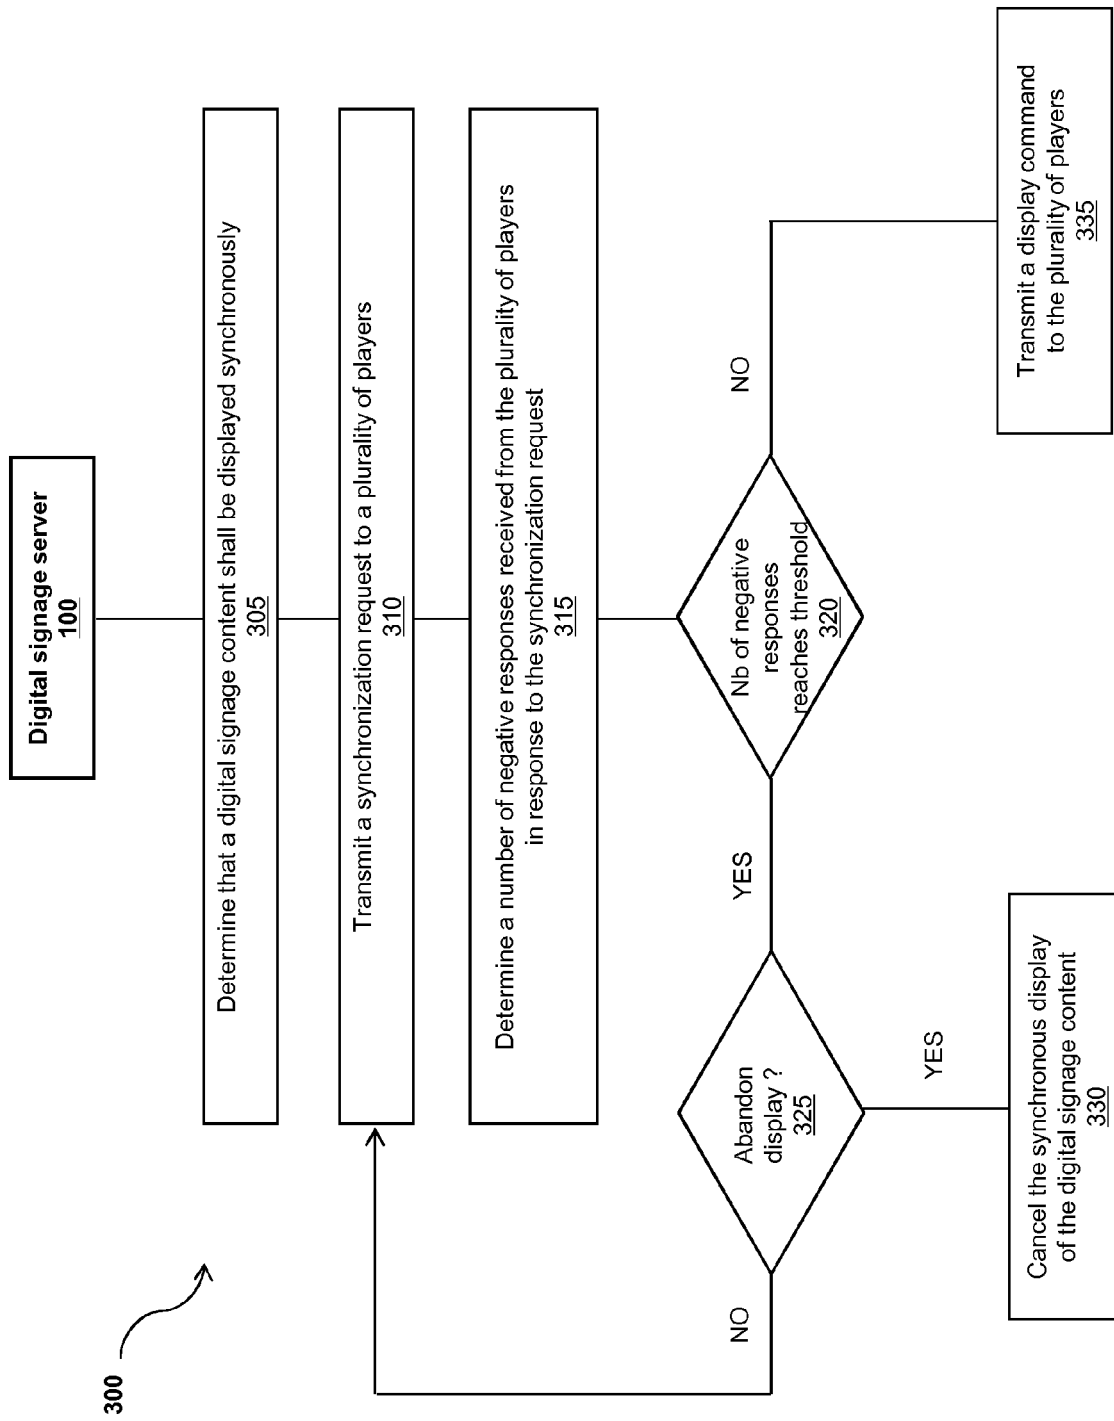 300
Digital signage server
100
Determine that a digital signage content shall be displayed synchronously
305
Transmit a synchronization request to a plurality of players
310
Determine a number of negative responses received from the plurality of players
in response to the synchronization request
315
Nb of negative
responses
reaches threshold
320
YES
NO
Abandon
display ?
325
NO
YES
Cancel the synchronous display
of the digital signage content
330
Transmit a display command
to the plurality of players
335